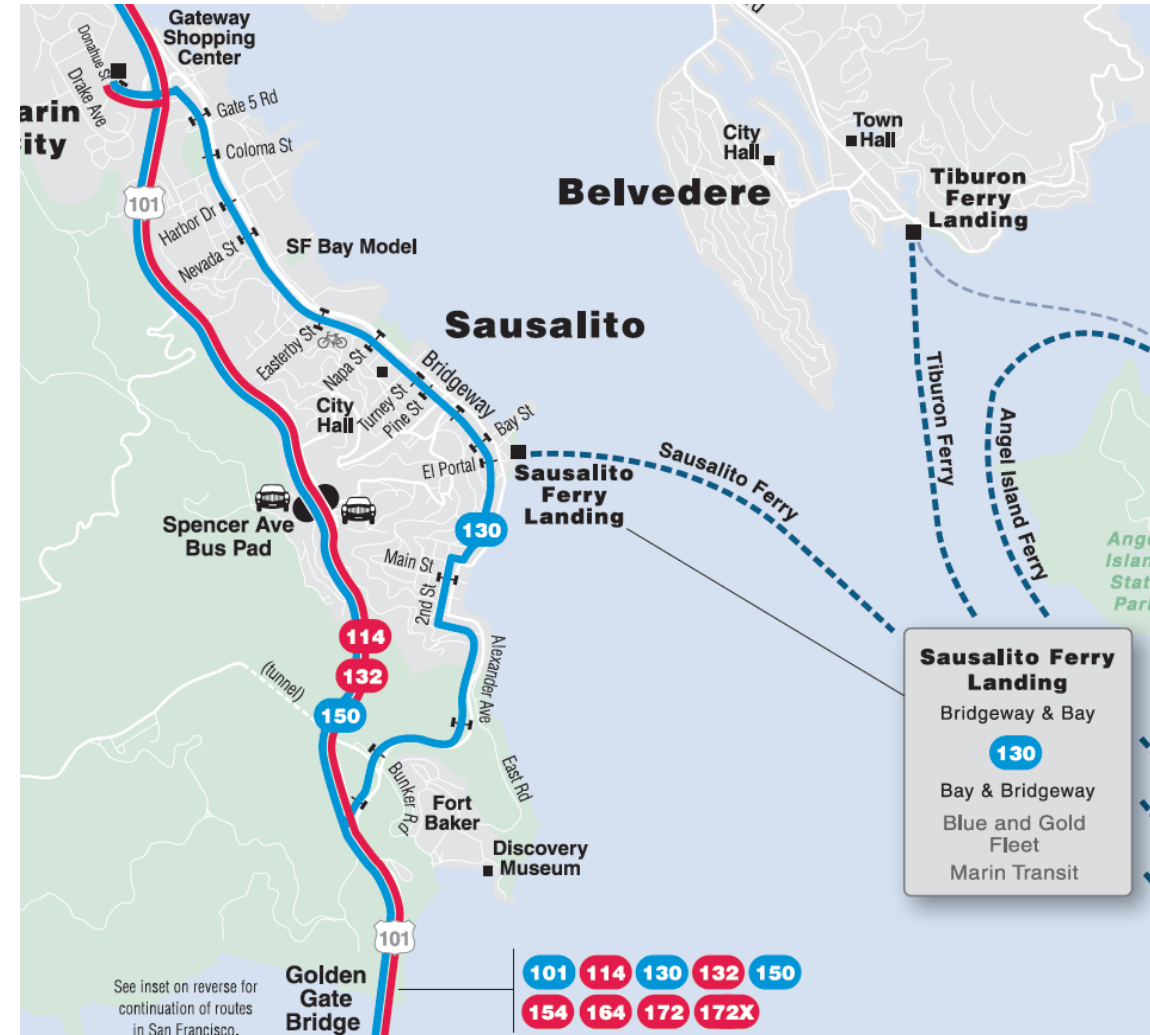 Gateway
Shopping
Center
Donahue St
Drake Ave
arin
ity
Gate 5 Rd
Coloma St
101
Harbor Dr
Nevada St
SF Bay Model
Belvedere
City
Hall
Town
Hall
Tiburon
Ferry
Landing
Sausalito
Easterby St
Napa St
City
Hall
Turney St
Pine St
Bridgeway
Bay St
El Portal
Sausalito
Ferry
Landing
Sausalito Ferry
Tiburon Ferry
Angel Island Ferry
Ange
Islan
Stat
Par
Spencer Ave
Bus Pad
130
Main St
2nd St
Alexander Ave
114
132
150
(tunnel)
Bunker Rd
East Rd
Fort
Baker
Discovery
Museum
Sausalito Ferry
Landing
Bridgeway & Bay
130
Bay & Bridgeway
Blue and Gold
Fleet
Marin Transit
101
Golden
Gate
Bridge
101 114 130 132 150
154 164 172 172X
See inset on reverse for
continuation of routes
in San Francisco.